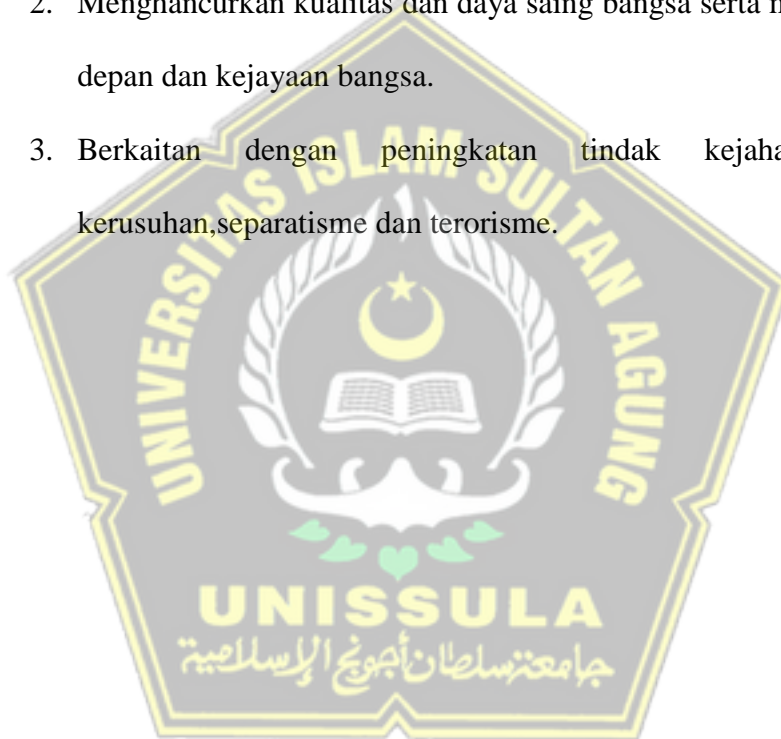 2. Menghancurkan kualitas dan daya saing bangsa serta
depan dan kejayaan bangsa.
3. Berkaitan dengan peningkatan tindak
kerusuhan,separatisme dan terorisme.
UNIVERSITAS ISLAM SULTAN AGUNG
UNISSULA
جامعة سلطان أجونج الإسلامية